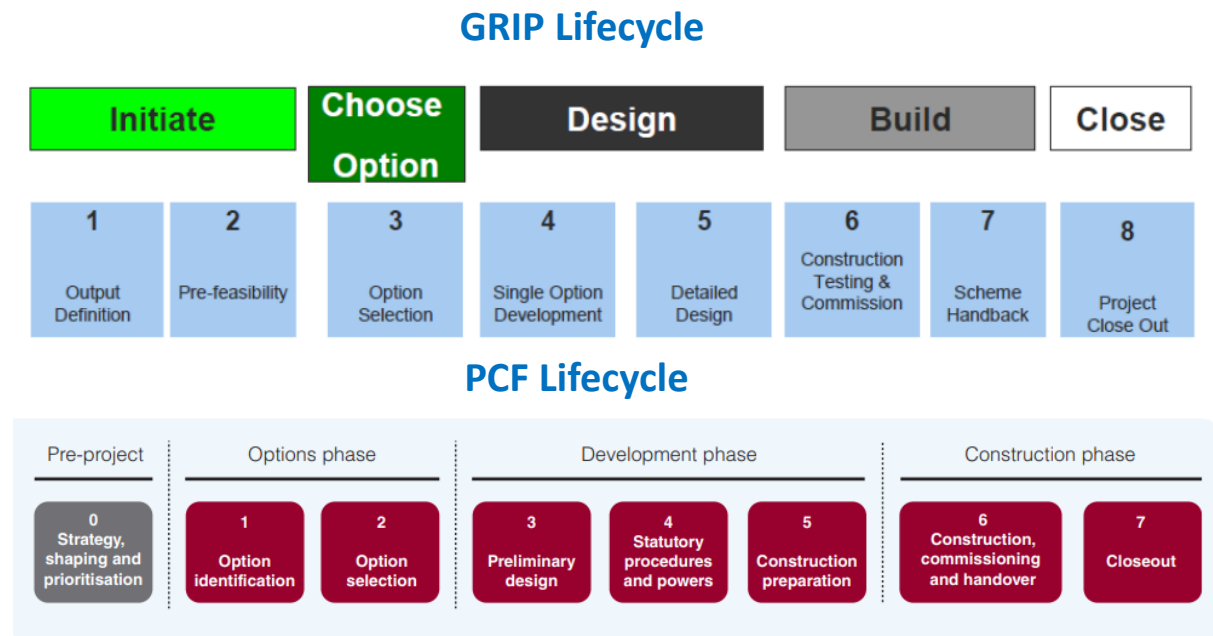 GRIP Lifecycle
Initiate
Choose
Option
Design
Build
Close
1
Output
Definition
2
Pre-feasibility
3
Option
Selection
4
Single Option
Development
5
Detailed
Design
6
Construction
Testing &
Commission
7
Scheme
Handback
8
Project
Close Out
PCF Lifecycle
Pre-project
Options phase
Development phase
Construction phase
0
Strategy,
shaping and
prioritisation
1
Option
identification
2
Option
selection
3
Preliminary
design
4
Statutory
procedures
and powers
5
Construction
preparation
6
Construction,
commissioning
and handover
7
Closeout